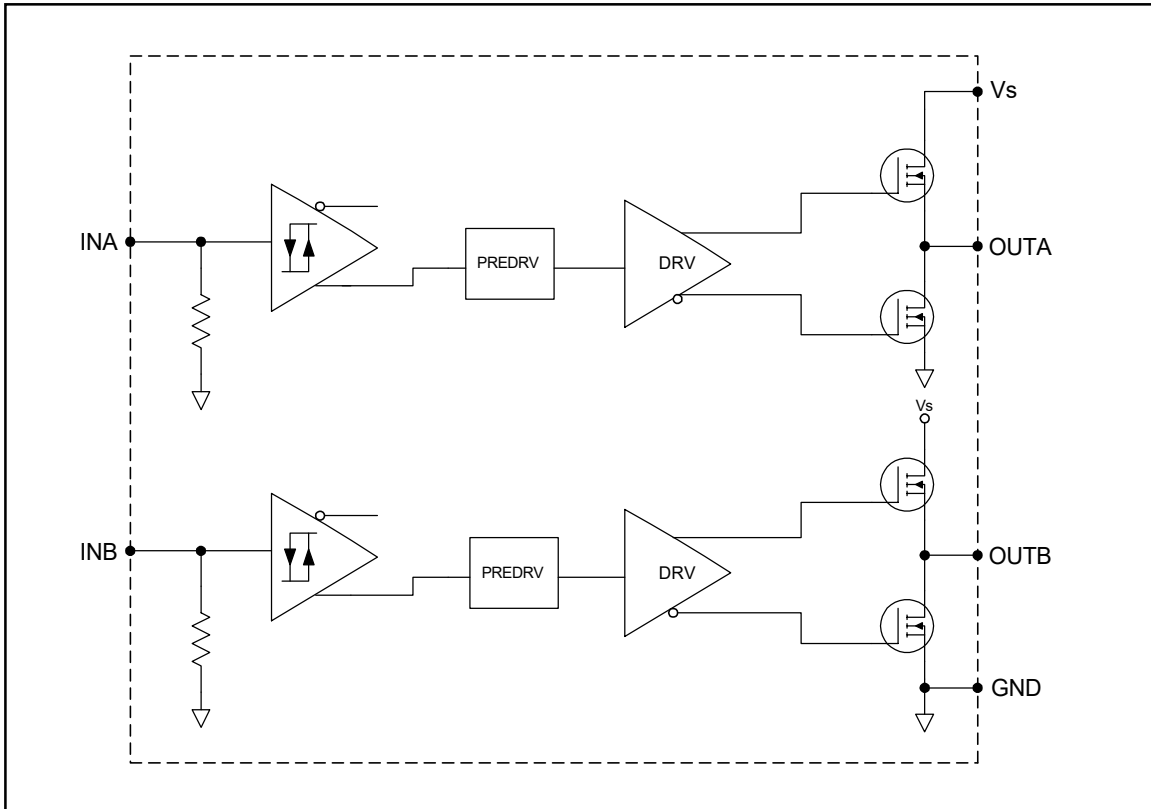 Vs
INA
PREDRV
DRV
OUTA
Vs
INB
PREDRV
DRV
OUTB
GND